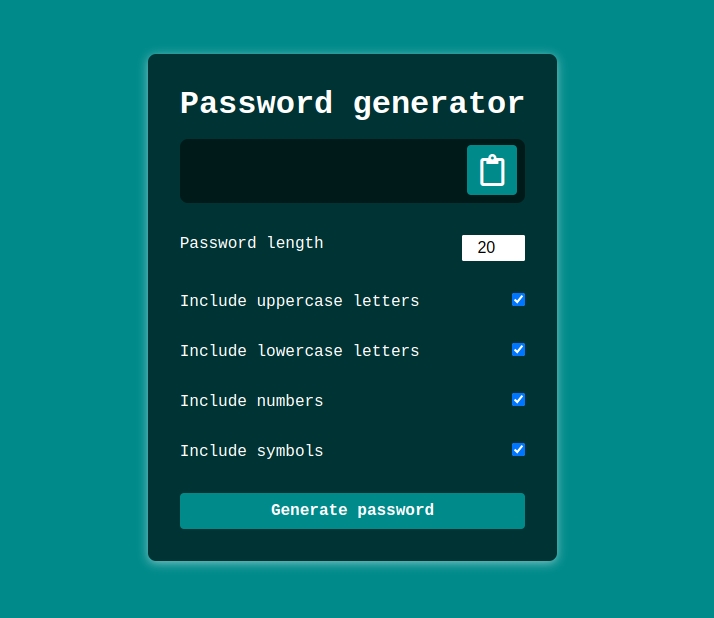 Password generator
Password length 20
Include uppercase letters
Include lowercase letters
Include numbers
Include symbols
Generate password